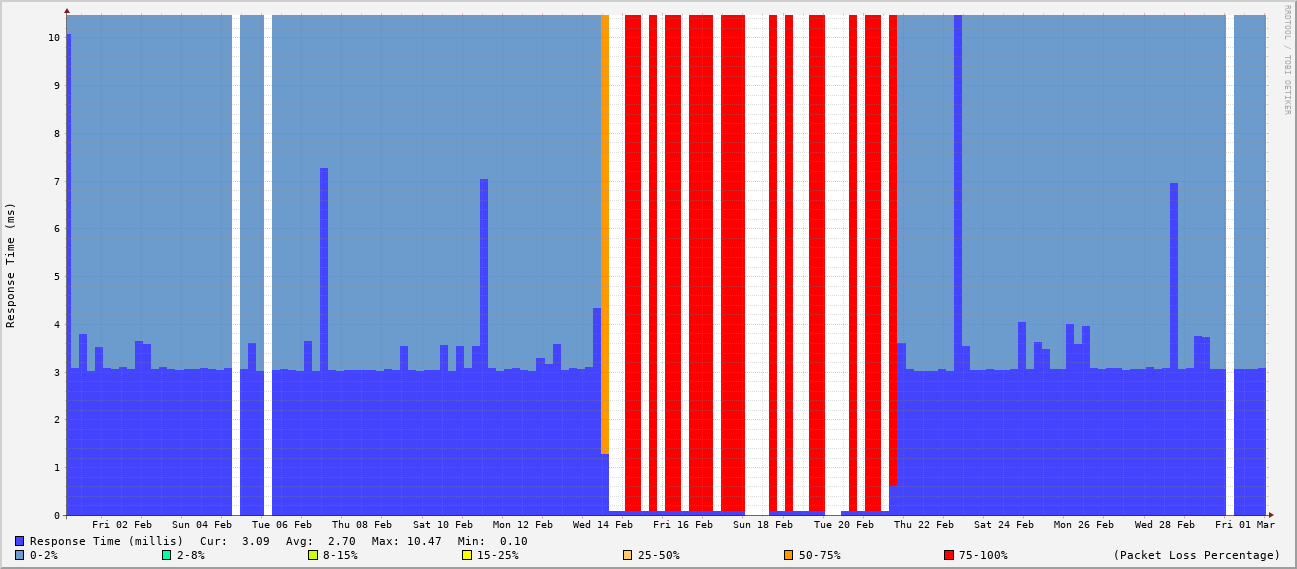 RRDTOOL / TOBI OETIKER
Response Time (ms)
10
9
8
7
6
5
4
3
2
1
0
Fri 02 Feb Sun 04 Feb Tue 06 Feb Thu 08 Feb Sat 10 Feb Mon 12 Feb Wed 14 Feb Fri 16 Feb Sun 18 Feb Tue 20 Feb Thu 22 Feb Sat 24 Feb Mon 26 Feb Wed 28 Feb Fri 01 Mar
Response Time (millis) Cur: 3.09 Avg: 2.70 Max: 10.47 Min: 0.10
0-2% 2-8% 8-15% 15-25% 25-50% 50-75% 75-100% (Packet Loss Percentage)